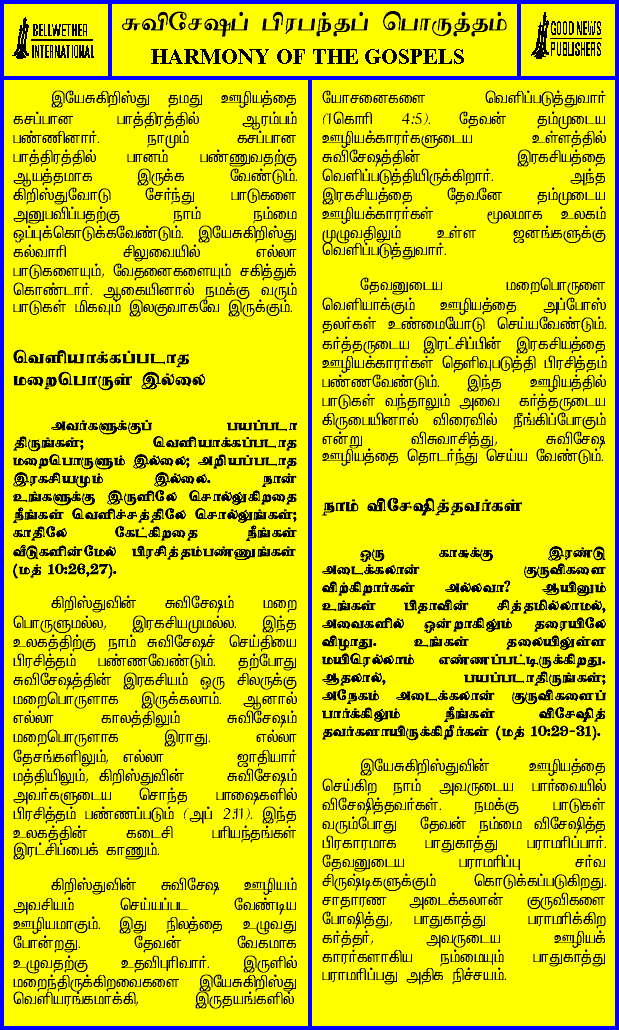 BELLWETHER
INTERNATIONAL
சுவிசேஷப் பிரபந்தப் பொருத்தம்
HARMONY OF THE GOSPELS
GOOD NEWS
PUBLISHERS
இயேசுகிறிஸ்து தமது ஊழியத்தை
கசப்பான பாத்திரத்தில் ஆரம்பம்
பண்ணினார். நாமும் கசப்பான
பாத்திரத்தில் பானம் பண்ணுவதற்கு
ஆயத்தமாக இருக்க வேண்டும்.
கிறிஸ்துவோடு சேர்ந்து பாடுகளை
அனுபவிப்பதற்கு நாம் நம்மை
ஒப்புக்கொடுக்கவேண்டும். இயேசுகிறிஸ்து
கல்வாரி சிலுவையில் எல்லா
பாடுகளையும், வேதனைகளையும் சகித்துக்
கொண்டார். ஆகையினால் நமக்கு வரும்
பாடுகள் மிகவும் இலகுவாகவே இருக்கும்.
வெளியாக்கப்படாத
மறைபொருள் இல்லை
அவர்களுக்குப் பயப்படா
திருங்கள்; வெளியாக்கப்படாத
மறைபொருளும் இல்லை; அறியப்படாத
இரகசியமும் இல்லை. நான்
உங்களுக்கு இருளிலே சொல்லுகிறதை
நீங்கள் வெளிச்சத்திலே சொல்லுங்கள்;
காதிலே கேட்கிறதை நீங்கள்
வீடுகளின்மேல் பிரசித்தம்பண்ணுங்கள்
(மத் 10:26,27).
கிறிஸ்துவின் சுவிசேஷம் மறை
பொருளுமல்ல, இரகசியமுமல்ல. இந்த
உலகத்திற்கு நாம் சுவிசேஷச் செய்தியை
பிரசித்தம் பண்ணவேண்டும். தற்போது
சுவிசேஷத்தின் இரகசியம் ஒரு சிலருக்கு
மறைபொருளாக இருக்கலாம். ஆனால்
எல்லா காலத்திலும் சுவிசேஷம்
மறைபொருளாக இராது. எல்லா
தேசங்களிலும், எல்லா ஜாதியார்
மத்தியிலும், கிறிஸ்துவின் சுவிசேஷம்
அவர்களுடைய சொந்த பாஷைகளில்
பிரசித்தம் பண்ணப்படும் (அப் 2:11). இந்த
உலகத்தின் கடைசி பரியந்தங்கள்
இரட்சிப்பைக் காணும்.
கிறிஸ்துவின் சுவிசேஷ ஊழியம்
அவசியம் செய்யப்பட வேண்டிய
ஊழியமாகும். இது நிலத்தை உழுவது
போன்றது. தேவன் வேகமாக
உழுவதற்கு உதவிபுரிவார். இருளில்
மறைந்திருக்கிறவைகளை இயேசுகிறிஸ்து
வெளியரங்கமாக்கி, இருதயங்களில்
யோசனைகளை வெளிப்படுத்துவார்
(1கொரி 4:5). தேவன் தம்முடைய
ஊழியக்காரர்களுடைய உள்ளத்தில்
சுவிசேஷத்தின் இரகசியத்தை
வெளிப்படுத்தியிருக்கிறார். அந்த
இரகசியத்தை தேவனே தம்முடைய
ஊழியக்காரர்கள் மூலமாக உலகம்
முழுவதிலும் உள்ள ஜனங்களுக்கு
வெளிப்படுத்துவார்.
தேவனுடைய மறைபொருளை
வெளியாக்கும் ஊழியத்தை அப்போஸ்
தலர்கள் உண்மையோடு செய்யவேண்டும்.
கர்த்தருடைய இரட்சிப்பின் இரகசியத்தை
ஊழியக்காரர்கள் தெளிவுபடுத்தி பிரசித்தம்
பண்ணவேண்டும். இந்த ஊழியத்தில்
பாடுகள் வந்தாலும் அவை கர்த்தருடைய
கிருபையினால் விரைவில் நீங்கிப்போகும்
என்று விசுவாசித்து, சுவிசேஷ
ஊழியத்தை தொடர்ந்து செய்ய வேண்டும்.
நாம் விசேஷித்தவர்கள்
ஒரு காசுக்கு இரண்டு
அடைக்கலான் குருவிகளை
விற்கிறார்கள் அல்லவா? ஆயினும்
உங்கள் பிதாவின் சித்தமில்லாமல்,
அவைகளில் ஒன்றாகிலும் தரையிலே
விழாது. உங்கள் தலையிலுள்ள
மயிரெல்லாம் எண்ணப்பட்டிருக்கிறது.
ஆதலால், பயப்படாதிருங்கள்;
அநேகம் அடைக்கலான் குருவிகளைப்
பார்க்கிலும் நீங்கள் விசேஷித்
தவர்களாயிருக்கிறீர்கள் (மத் 10:29-31).
இயேசுகிறிஸ்துவின் ஊழியத்தை
செய்கிற நாம் அவருடைய பார்வையில்
விசேஷித்தவர்கள். நமக்கு பாடுகள்
வரும்போது தேவன் நம்மை விசேஷித்த
பிரகாரமாக பாதுகாத்து பராமரிப்பார்.
தேவனுடைய பராமரிப்பு சர்வ
சிருஷ்டிகளுக்கும் கொடுக்கப்படுகிறது.
சாதாரண அடைக்கலான் குருவிகளை
போஷித்து, பாதுகாத்து பராமரிக்கிற
கர்த்தர், அவருடைய ஊழியக்
காரர்களாகிய நம்மையும் பாதுகாத்து
பராமரிப்பது அதிக நிச்சயம்.